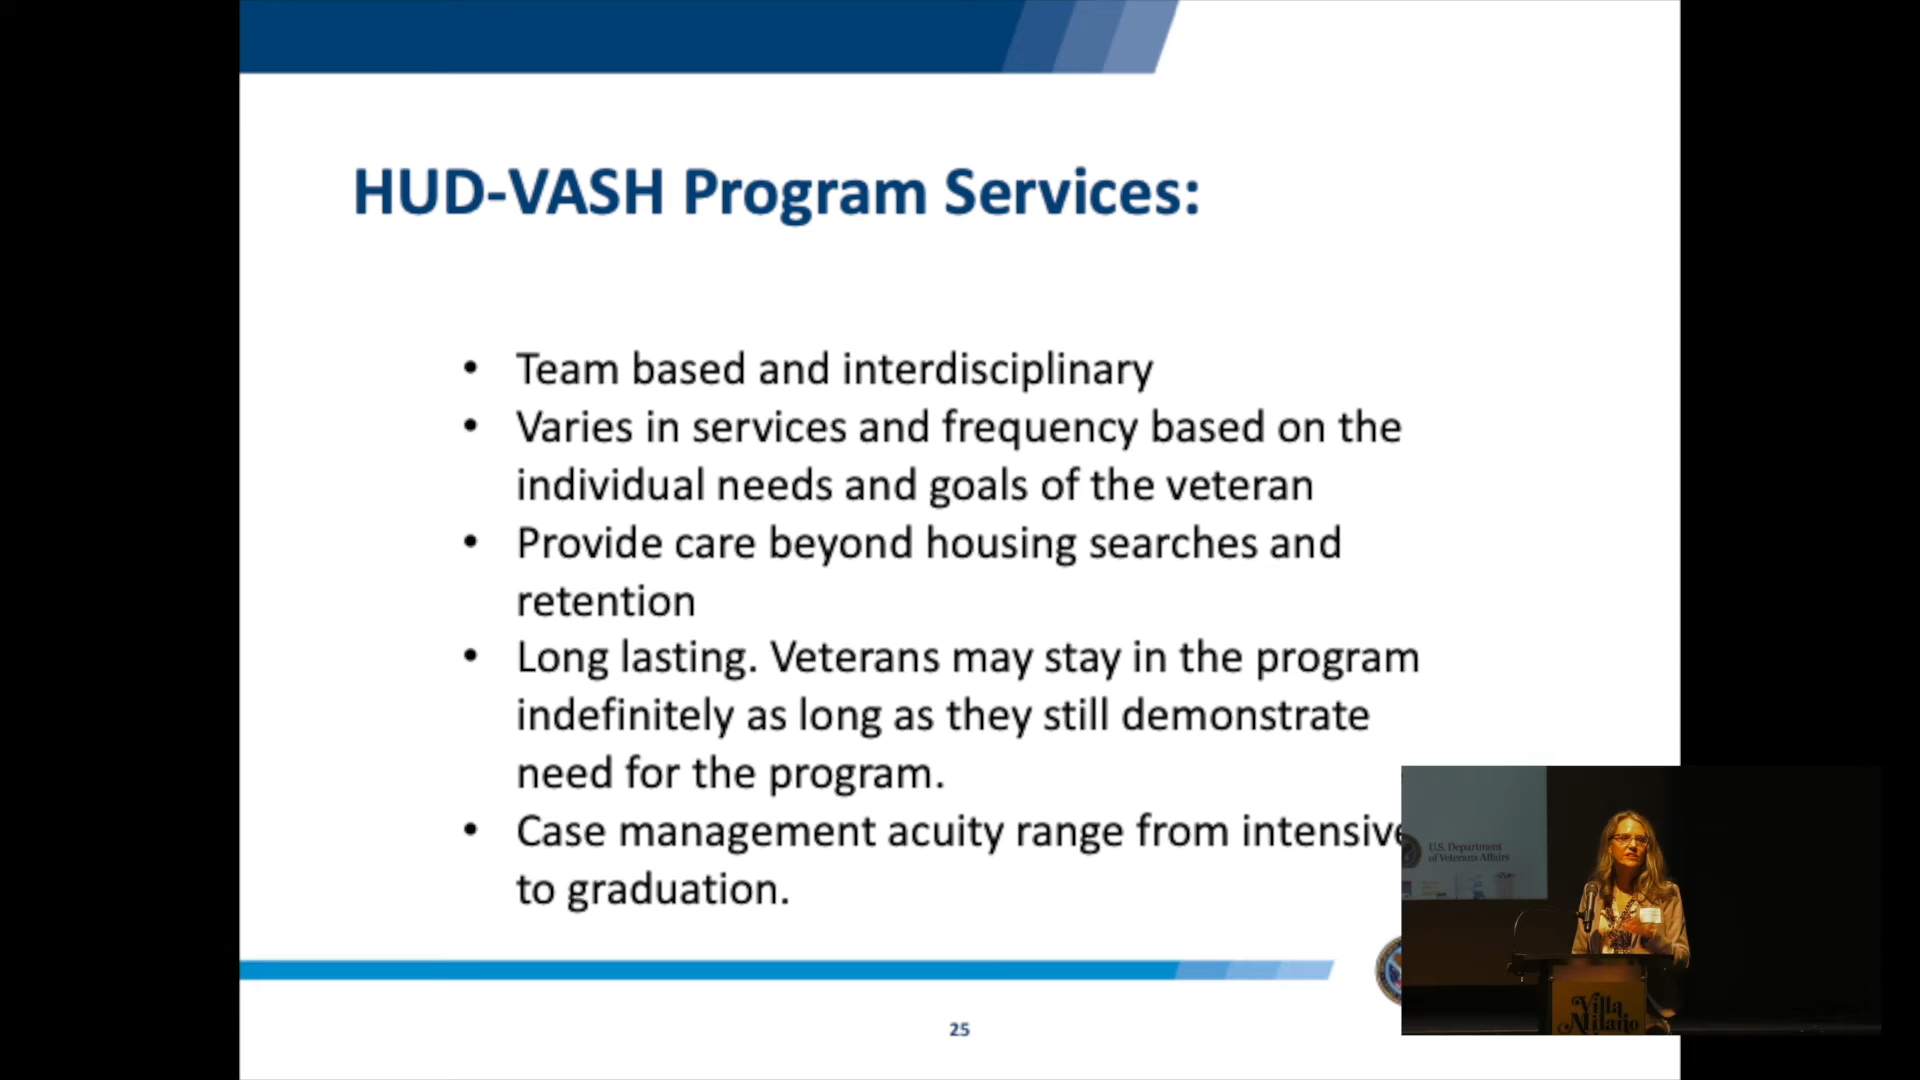 HUD-VASH Program Services:
• Team based and interdisciplinary
• Varies in services and frequency based on the
individual needs and goals of the veteran
• Provide care beyond housing searches and
retention
• Long lasting. Veterans may stay in the program
indefinitely as long as they still demonstrate
need for the program.
• Case management acuity range from intensive
to graduation.
U.S. Department
of Veterans Affairs
Villa
Milano
25